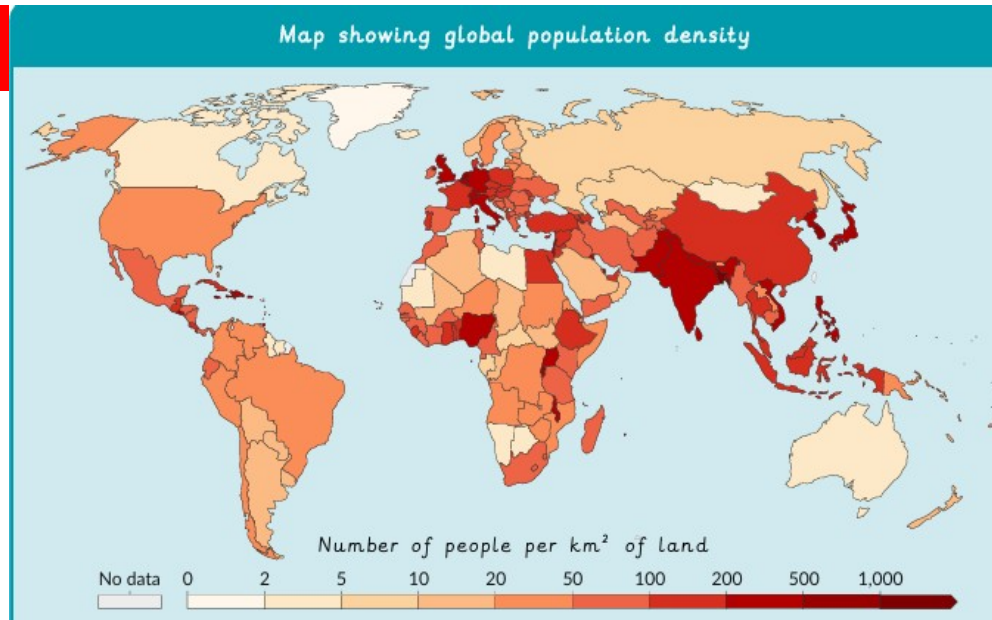 Map showing global population density
Number of people per km² of land
No data 0 2 5 10 20 50 100 200 500 1,000